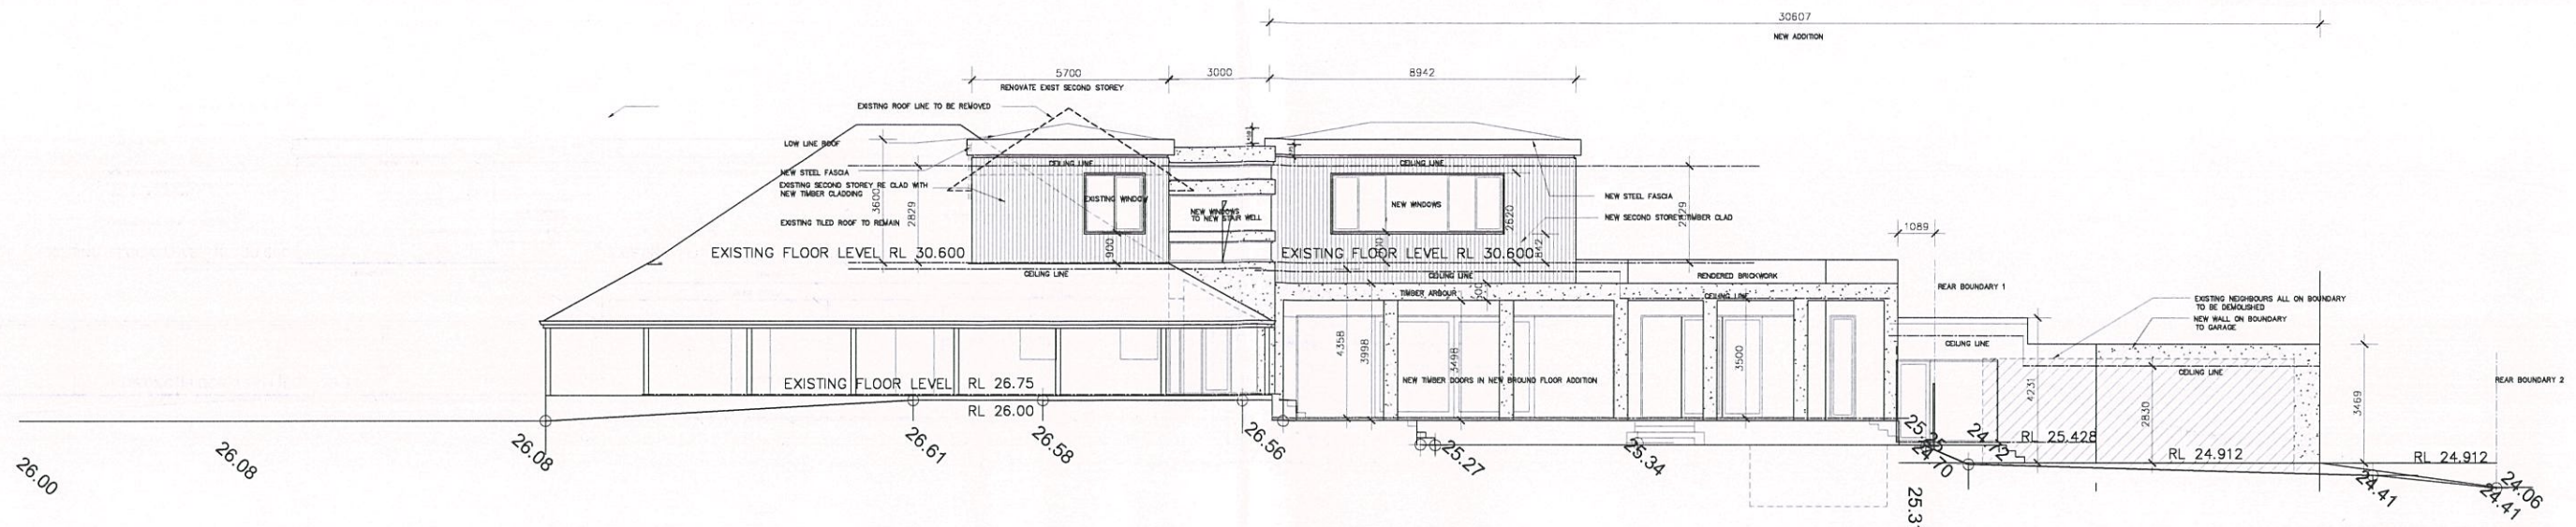 30607
NEW ADDITION
5700
3000
8942
RENOVATE EXIST SECOND STOREY
EXISTING ROOF LINE TO BE REMOVED
LOW LINE ROOF
CEILING LINE
CEILING LINE
NEW STEEL FASCIA
EXISTING SECOND STOREY RE CLAD WITH
NEW TIMBER CLADDING
3600
2829
EXISTING WINDOW
NEW WINDOWS
TO NEW STAIR WELL
NEW WINDOWS
2620
NEW STEEL FASCIA
2829
NEW SECOND STOREY TIMBER CLAD
EXISTING TILED ROOF TO REMAIN
1089
EXISTING FLOOR LEVEL RL 30.600
900
EXISTING FLOOR LEVEL RL 30.600
842
CEILING LINE
CEILING LINE
RENDERED BRICKWORK
TIMBER ARBOUR
CEILING LINE
REAR BOUNDARY 1
EXISTING NEIGHBOURS ALL ON BOUNDARY
TO BE DEMOLISHED
NEW WALL ON BOUNDARY
TO GARAGE
4358
3998
3498
3500
CEILING LINE
CEILING LINE
EXISTING FLOOR LEVEL RL 26.75
NEW TIMBER DOORS IN NEW GROUND FLOOR ADDITION
REAR BOUNDARY 2
4231
2830
3469
RL 26.00
RL 25.428
RL 24.912
RL 24.912
26.00
26.08
26.08
26.61
26.58
26.56
25.27
25.34
24.70
24.72
24.41
24.41
24.06